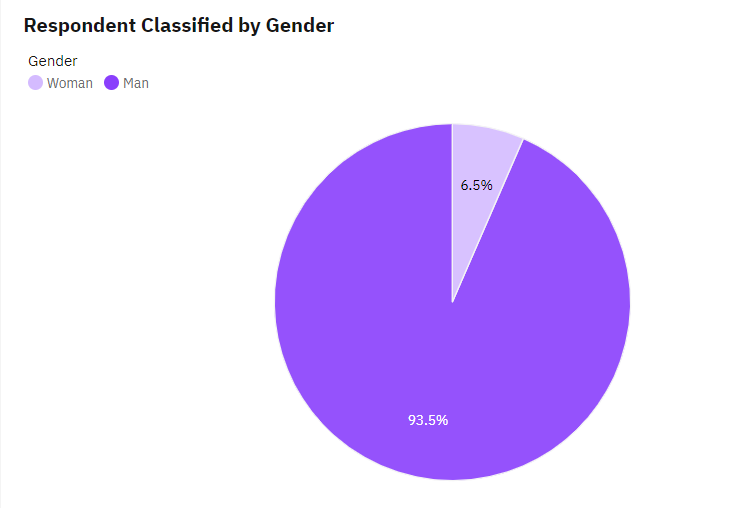 Respondent Classified by Gender
Gender
Woman Man
6.5%
93.5%